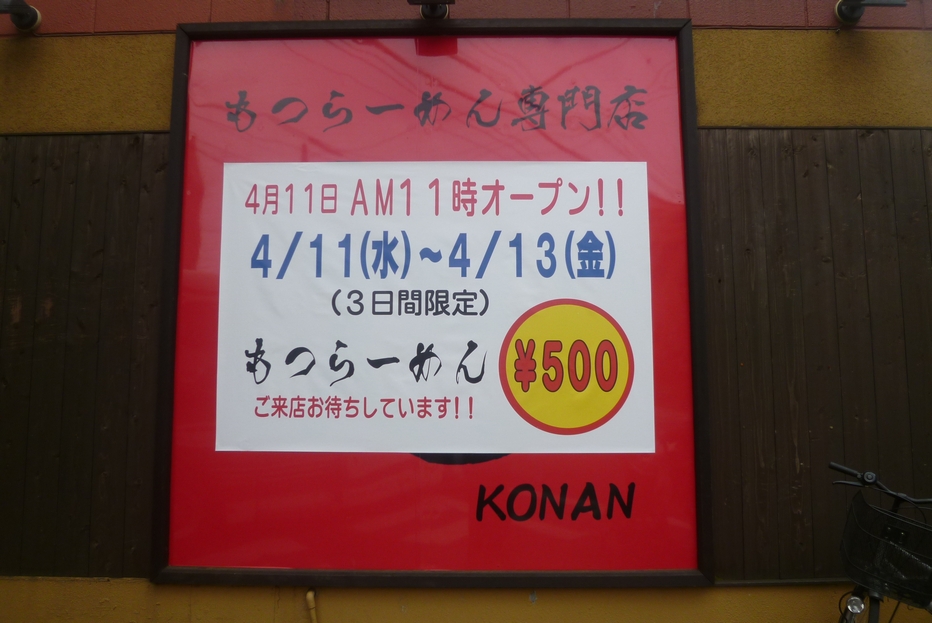 もつらーめん専門店
4月11日 AM11時オープン!!
4/11(水)~4/13(金)
(3日間限定)
もつらーめん
¥500
ご来店お待ちしています!!
KONAN